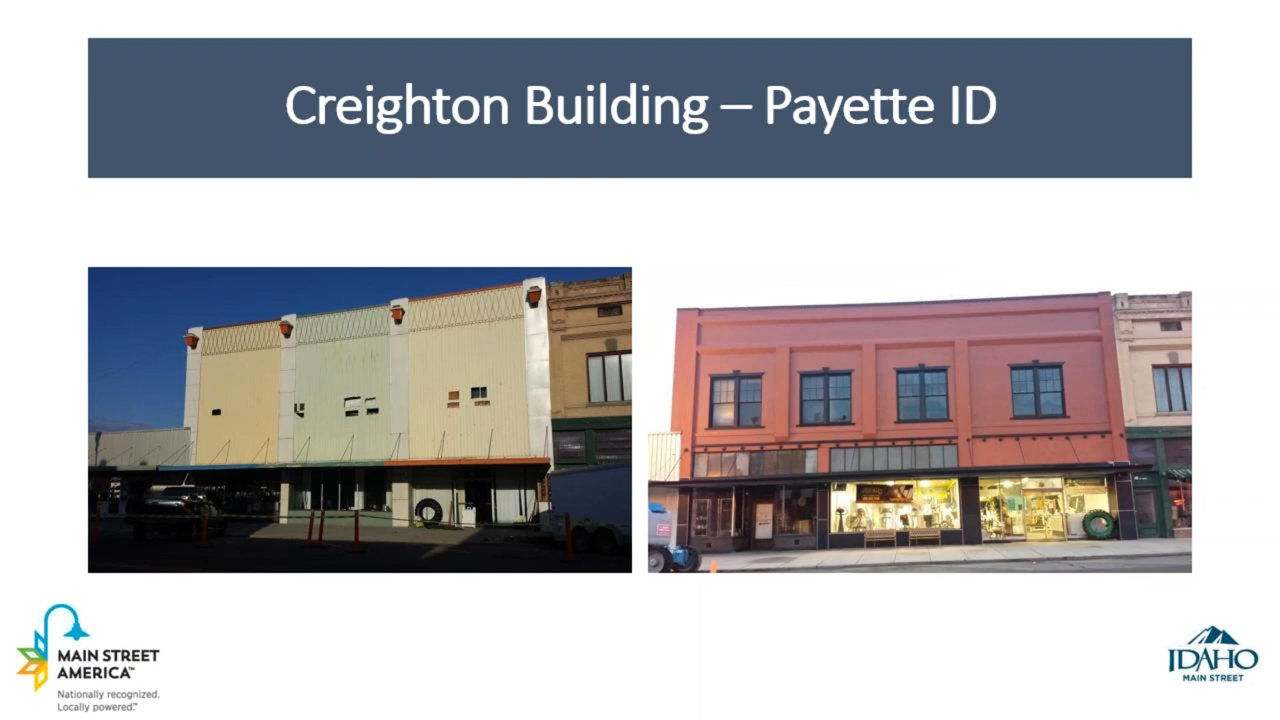 Creighton Building – Payette ID
MAIN STREET
AMERICA™
Nationally recognized.
Locally powered.™
IDAHO
MAIN STREET